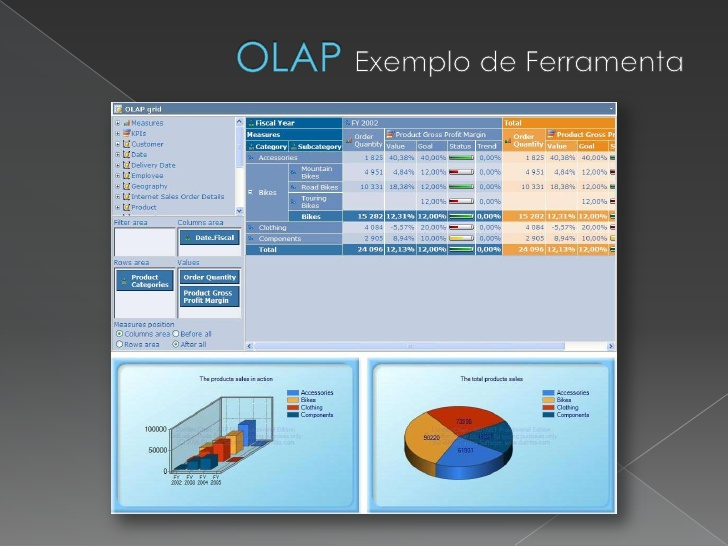 OLAP Exemplo de Ferramenta
OLAP grid
Measures
KPIs
Customer
Date
Delivery Date
Employee
Geography
Internet Sales Order Details
Product
Filter area Columns area
Date.Fiscal
Rows area Values
Product Categories
Order Quantity
Product Gross Profit Margin
Measures position
Columns area Before all
Rows area After all
Fiscal Year FY 2002 Total
Measures Order Quantity Product Gross Profit Margin Order Quantity Product Gross Pro
Category Subcategory Value Goal Status Trend Value Goal S
Accessories 1 825 40,38% 40,00% 0,00% 1 825 40,38% 40,00%
Bikes
Mountain Bikes 4 951 4,84% 12,00% 0,00% 4 951 4,84% 12,00%
Road Bikes 10 331 18,38% 12,00% 0,00% 10 331 18,38% 12,00%
Touring Bikes 12,00% 0,00% 12,00%
Bikes 15 282 12,31% 12,00% 0,00% 15 282 12,31% 12,00%
Clothing 4 084 -5,57% 20,00% 0,00% 4 084 -5,57% 20,00%
Components 2 905 8,94% 10,00% 0,00% 2 905 8,94% 10,00%
Total 24 096 12,13% 12,00% 0,00% 24 096 12,13% 12,00%
The products sales in action
Accessories
Bikes
Clothing
Components
100000
50000
0
FY 2002 FY 2003 FY 2004 FY 2005
The total products sales
Accessories
Bikes
Clothing
Components
90220